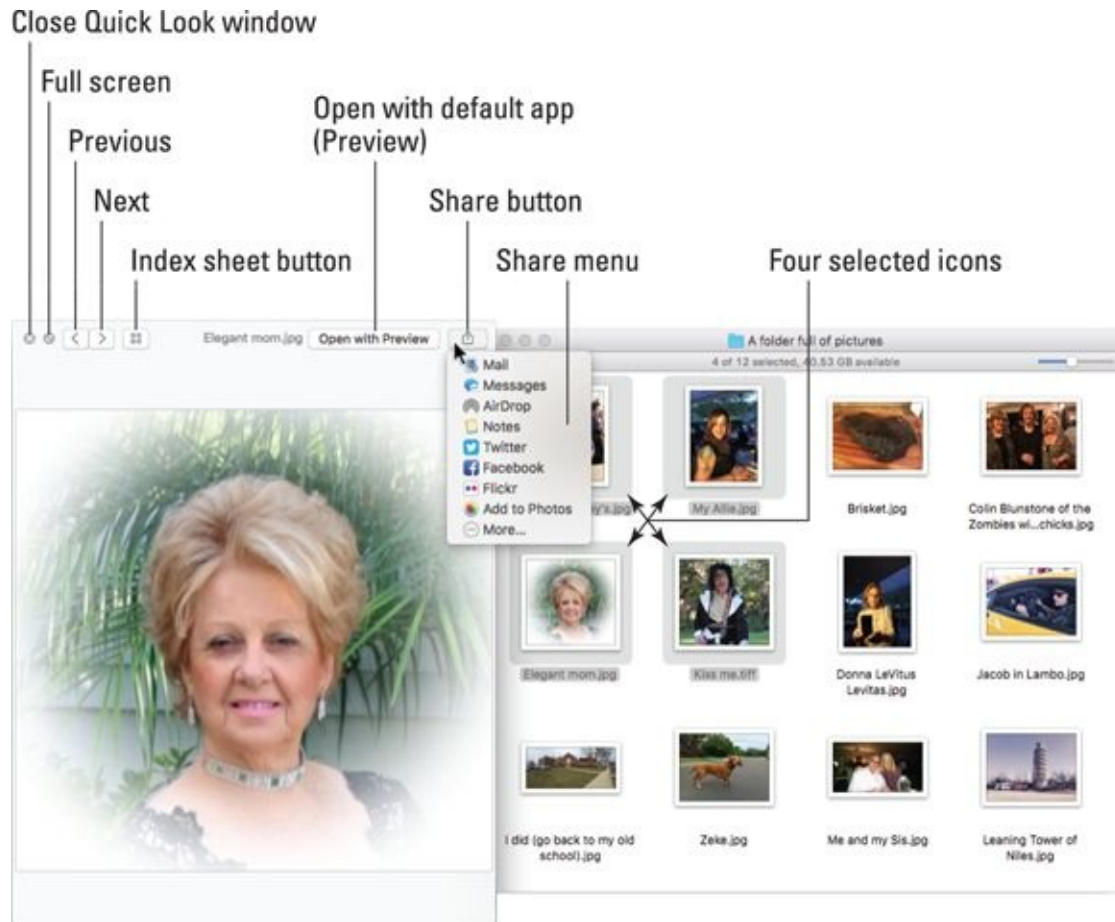 Close Quick Look window
Full screen
Previous
Next
Index sheet button
Open with default app
(Preview)
Share button
Share menu
Four selected icons
Elegant mom.jpg
Open with Preview
Mail
Messages
AirDrop
Notes
Twitter
Facebook
Flickr
Add to Photos
More...
A folder full of pictures
4 of 12 selected, 40.53 GB available
y's.jpg
My Allie.jpg
Brisket.jpg
Colin Blunstone of the
Zombies wi...chicks.jpg
Elegant mom.jpg
Kiss me.tiff
Donna LeVitus
Levitas.jpg
Jacob in Lambo.jpg
I did (go back to my old
school).jpg
Zeke.jpg
Me and my Sis.jpg
Leaning Tower of
Niles.jpg